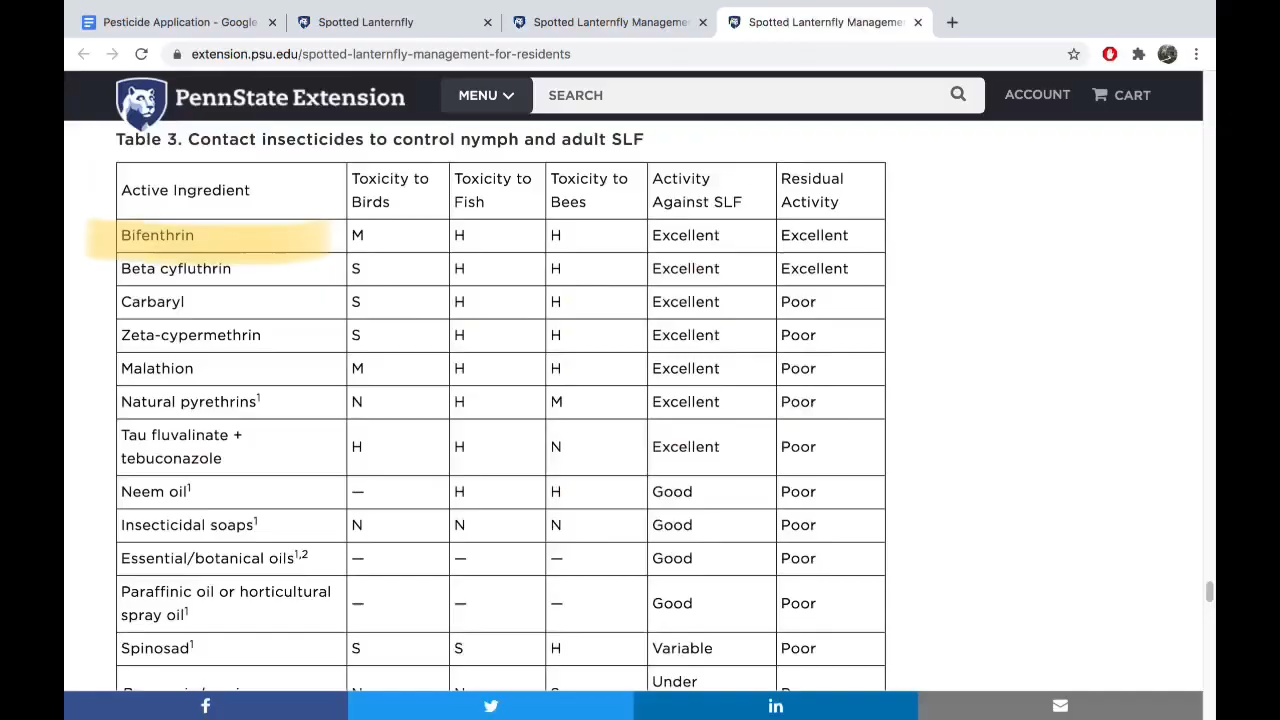 Pesticide Application - Google
Spotted Lanternfly
Spotted Lanternfly Manageme
Spotted Lanternfly Manageme
extension.psu.edu/spotted-lanternfly-management-for-residents
PennState Extension
MENU
SEARCH
ACCOUNT
CART
Table 3. Contact insecticides to control nymph and adult SLF
Active Ingredient
Toxicity to
Birds
Toxicity to
Fish
Toxicity to
Bees
Activity
Against SLF
Residual
Activity
Bifenthrin M H H Excellent Excellent
Beta cyfluthrin S H H Excellent Excellent
Carbaryl S H H Excellent Poor
Zeta-cypermethrin S H H Excellent Poor
Malathion M H H Excellent Poor
Natural pyrethrins1 N H M Excellent Poor
Tau fluvalinate +
tebuconazole H H N Excellent Poor
Neem oil1 — H H Good Poor
Insecticidal soaps1 N N N Good Poor
Essential/botanical oils1,2 — — — Good Poor
Paraffinic oil or horticultural
spray oil1 — — — Good Poor
Spinosad1 S S H Variable Poor
Under